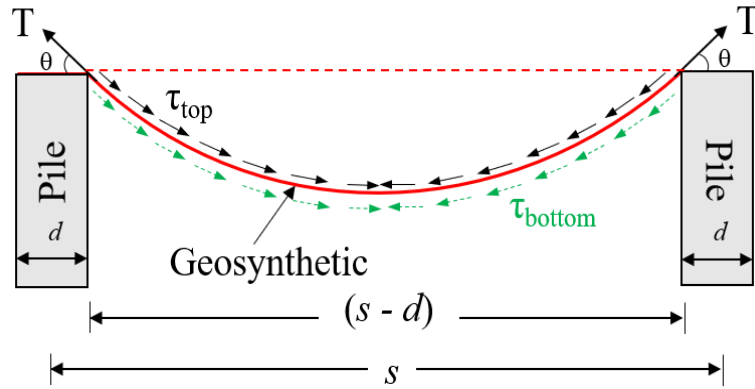 T
T
θ
θ
τtop
Pile
Pile
d
d
τbottom
Geosynthetic
(s - d)
s